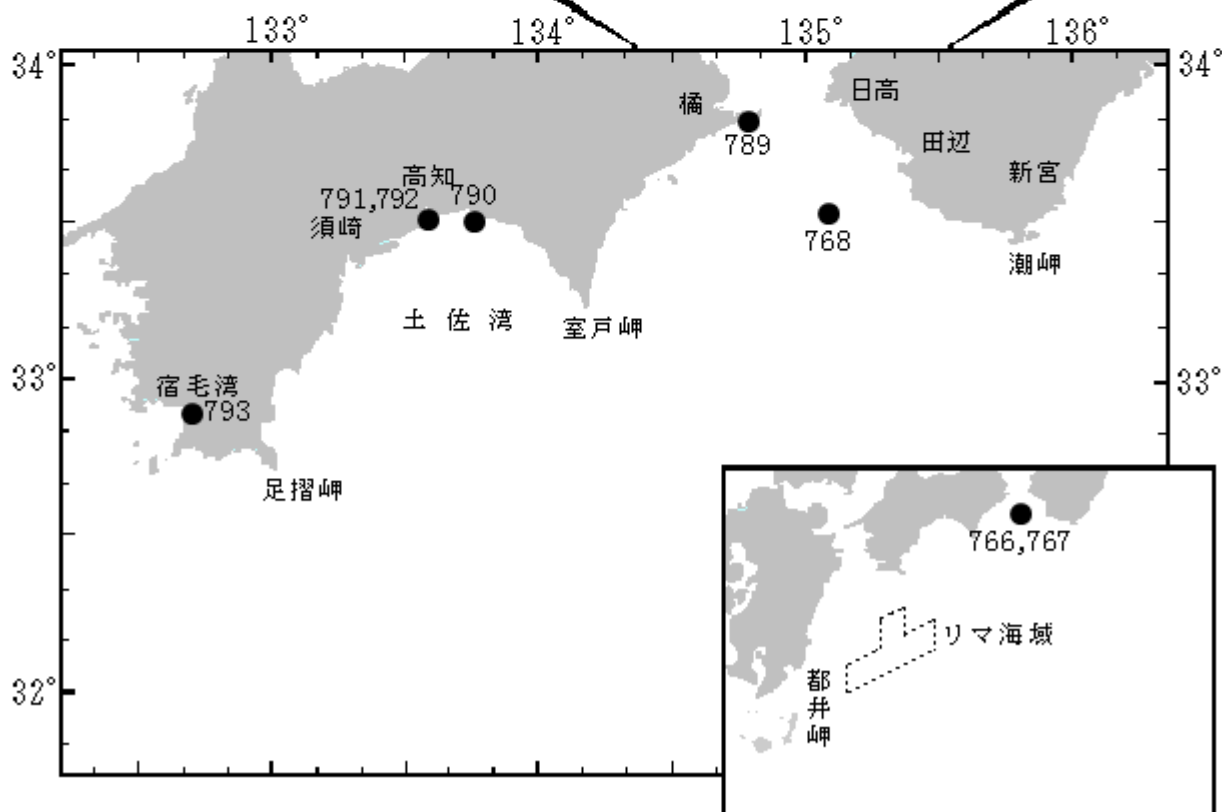 133° 134° 135° 136°
34° 34°
橘
日高
789
田辺
高知
新宮
791,792 790
須崎
768
潮岬
土佐湾
室戸岬
33° 33°
宿毛湾
793
足摺岬
766,767
リマ海域
都井岬
32°